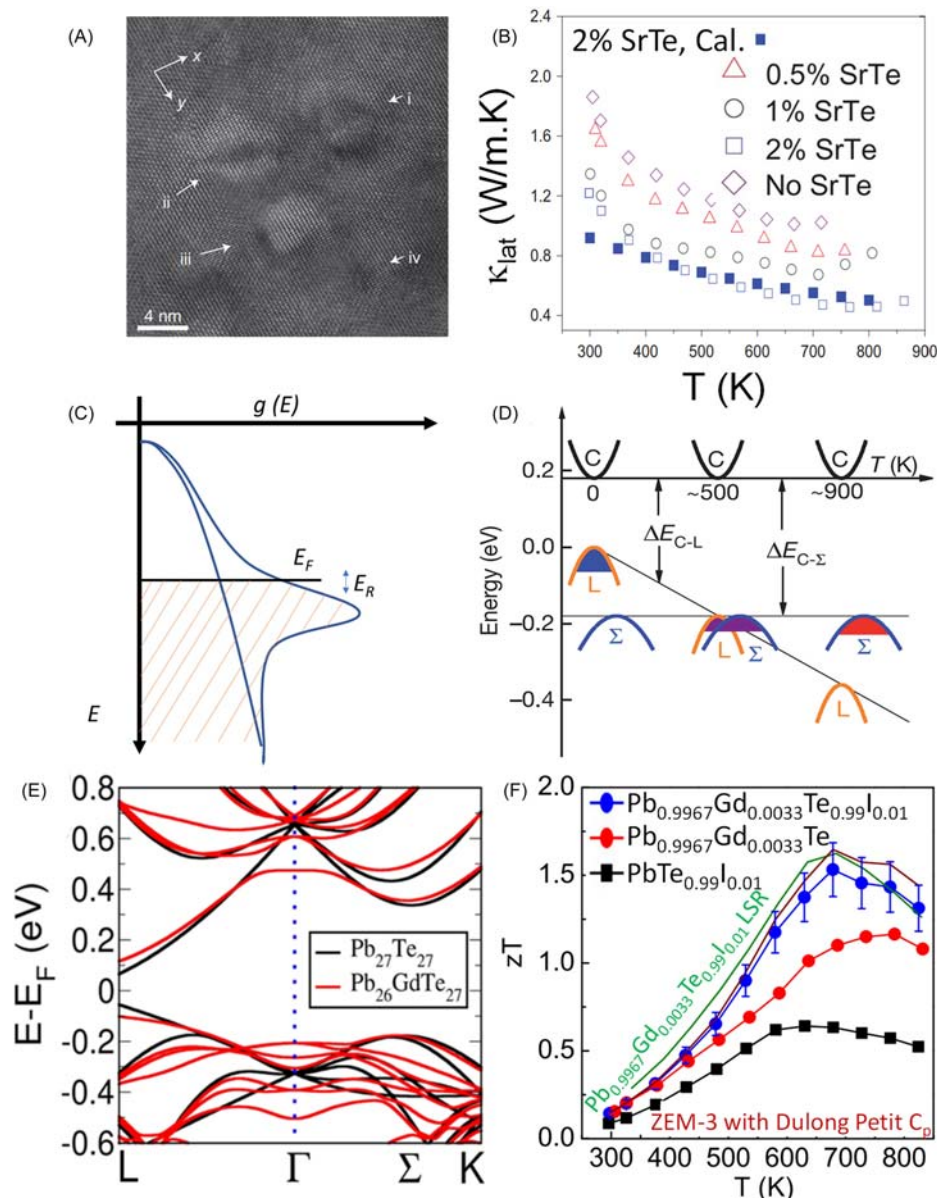 (A)
x
y
i
ii
iii
iv
4 nm
(B)
2% SrTe, Cal.
0.5% SrTe
1% SrTe
2% SrTe
No SrTe
2.4
2.0
1.6
1.2
0.8
0.4
κlat (W/m.K)
300 400 500 600 700 800 900
T (K)
(C)
g (E)
E_F
E_R
E
(D)
C C C
T (K)
0 ~500 ~900
0.2
0.0
−0.2
−0.4
Energy (eV)
ΔE_C-L
ΔE_C-Σ
L
Σ L Σ Σ
L
(E)
0.8
0.6
0.4
0.2
0
-0.2
-0.4
-0.6
E-E_F (eV)
Pb27Te27
Pb26GdTe27
L Γ Σ K
(F)
2.0
1.5
1.0
0.5
0.0
zT
Pb0.9967Gd0.0033Te0.99I0.01
Pb0.9967Gd0.0033Te
PbTe0.99I0.01
Pb0.9967Gd0.0033Te0.99I0.01 LSR
ZEM-3 with Dulong Petit Cp
300 400 500 600 700 800
T (K)